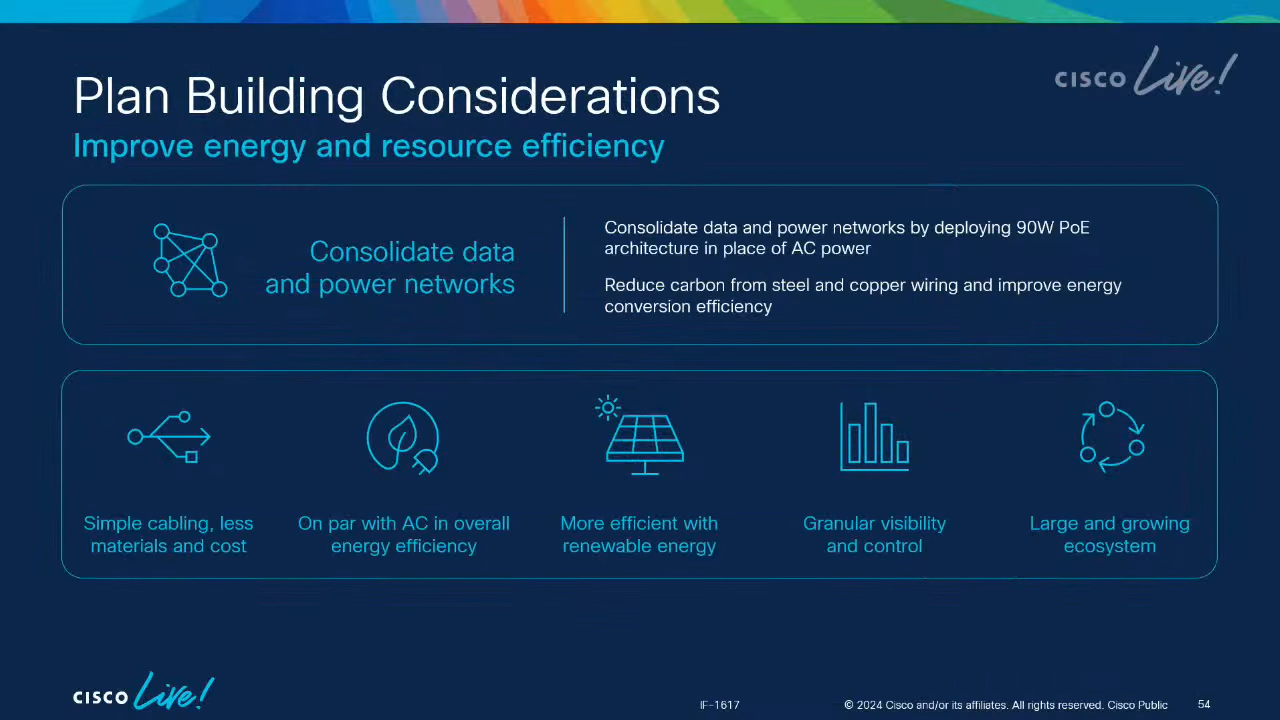 CISCO Live!
Plan Building Considerations
Improve energy and resource efficiency
Consolidate data
and power networks
Consolidate data and power networks by deploying 90W PoE
architecture in place of AC power
Reduce carbon from steel and copper wiring and improve energy
conversion efficiency
Simple cabling, less
materials and cost
On par with AC in overall
energy efficiency
More efficient with
renewable energy
Granular visibility
and control
Large and growing
ecosystem
CISCO Live!
IF-1617
© 2024 Cisco and/or its affiliates. All rights reserved. Cisco Public
54